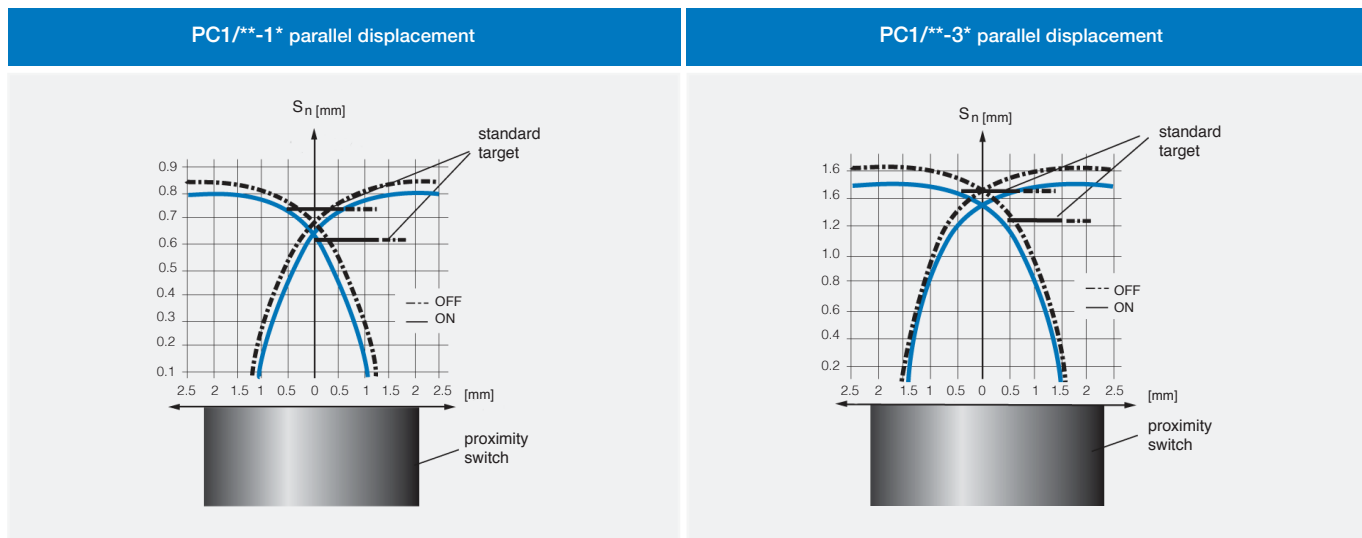 PC1/**-1* parallel displacement
Sn [mm]
standard
target
0.9
0.8
0.7
0.6
0.5
0.4
0.3
0.2
0.1
OFF
ON
2.5 2 1.5 1 0.5 0 0.5 1 1.5 2 2.5 [mm]
proximity
switch
PC1/**-3* parallel displacement
Sn [mm]
standard
target
1.6
1.6
1.2
1.0
0.8
0.6
0.4
0.2
OFF
ON
2.5 2 1.5 1 0.5 0 0.5 1 1.5 2 2.5 [mm]
proximity
switch